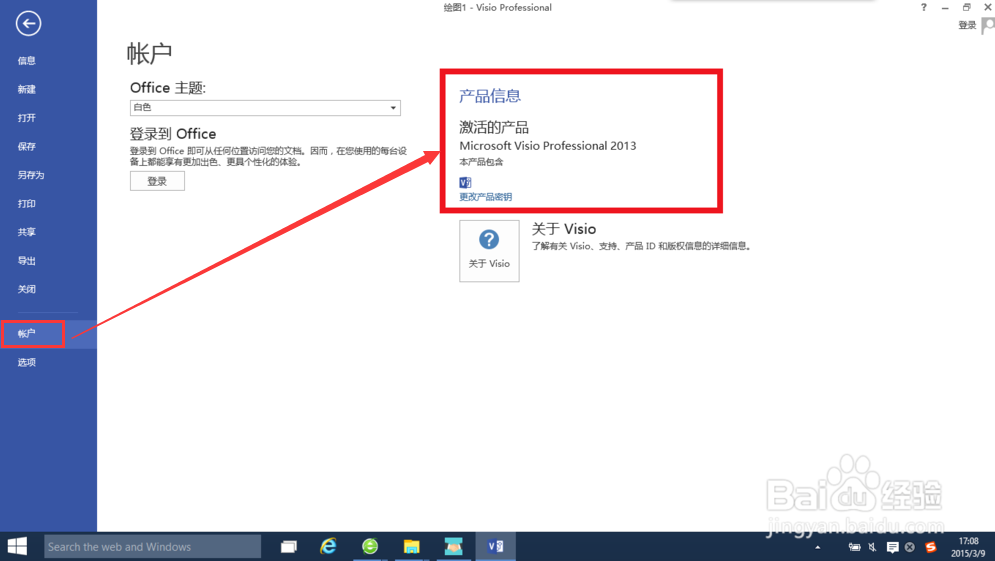 绘图1 - Visio Professional
?
登录
信息
新建
打开
保存
另存为
打印
共享
导出
关闭
帐户
选项
帐户
Office 主题:
白色
登录到 Office
登录到 Office 即可从任何位置访问您的文档。因而，在您使用的每台设
备上都能享有更加出色、更具个性化的体验。
登录
产品信息
激活的产品
Microsoft Visio Professional 2013
本产品包含
更改产品密钥
?
关于 Visio
关于 Visio
了解有关 Visio、支持、产品 ID 和版权信息的详细信息。
Baidu 经验
jingyan.baidu.com
Search the web and Windows
17:08
2015/3/9